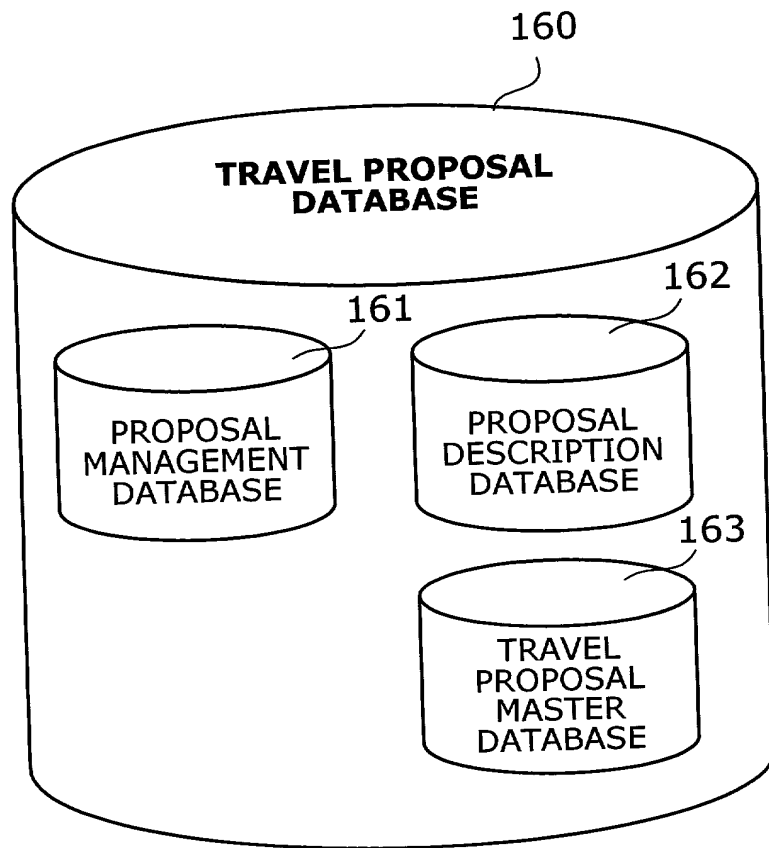 160
TRAVEL PROPOSAL
DATABASE
161
PROPOSAL
MANAGEMENT
DATABASE
162
PROPOSAL
DESCRIPTION
DATABASE
163
TRAVEL
PROPOSAL
MASTER
DATABASE